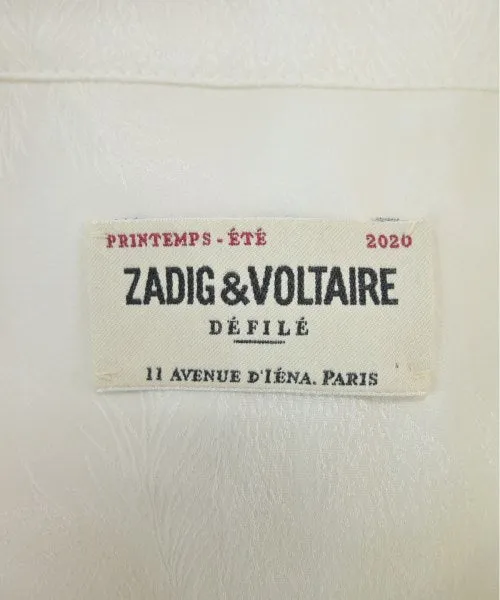 PRINTEMPS - ÉTÉ 2020
ZADIG & VOLTAIRE
DÉFILÉ
11 AVENUE D'IÉNA. PARIS